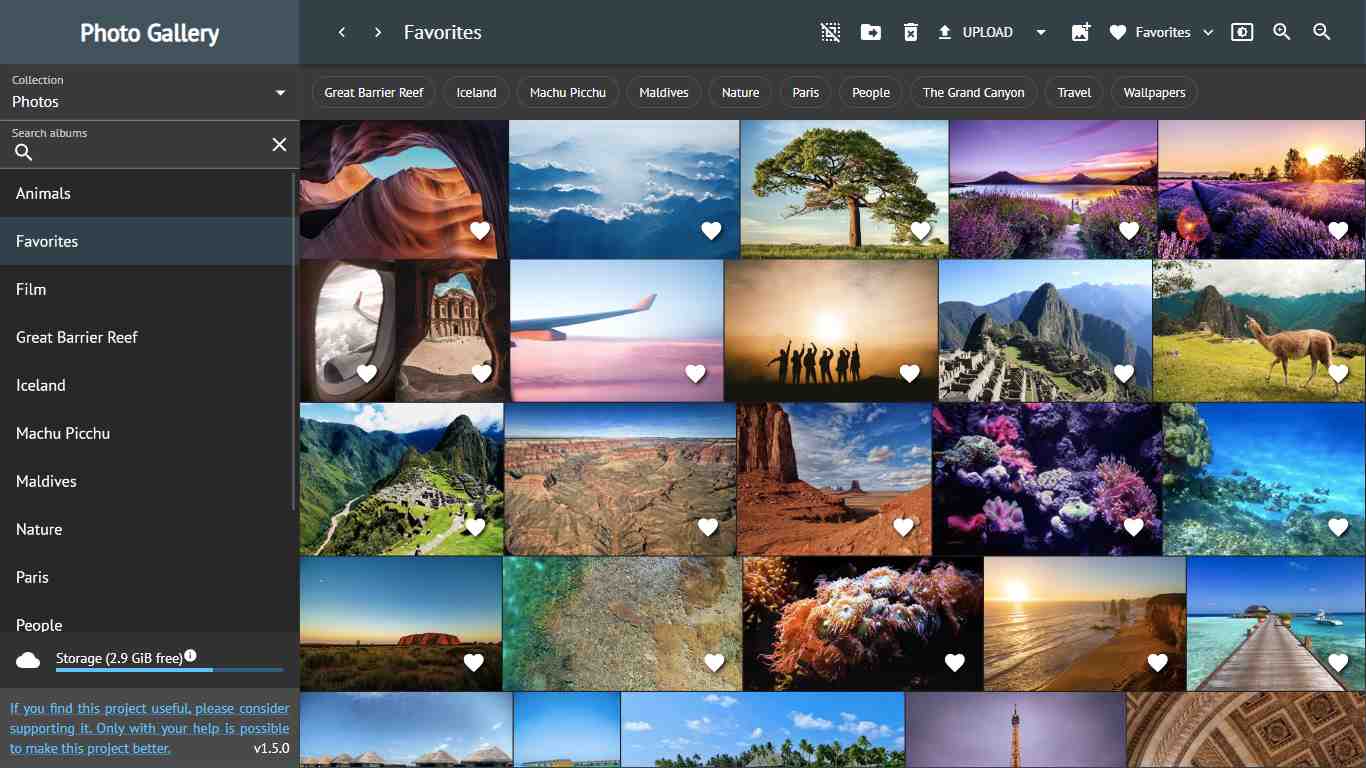 Photo Gallery
Favorites
UPLOAD
Favorites
Collection
Photos
Search albums
Great Barrier Reef
Iceland
Machu Picchu
Maldives
Nature
Paris
People
The Grand Canyon
Travel
Wallpapers
Animals
Favorites
Film
Great Barrier Reef
Iceland
Machu Picchu
Maldives
Nature
Paris
People
Storage (2.9 GiB free)
If you find this project useful, please consider
supporting it. Only with your help is possible
to make this project better.
v1.5.0